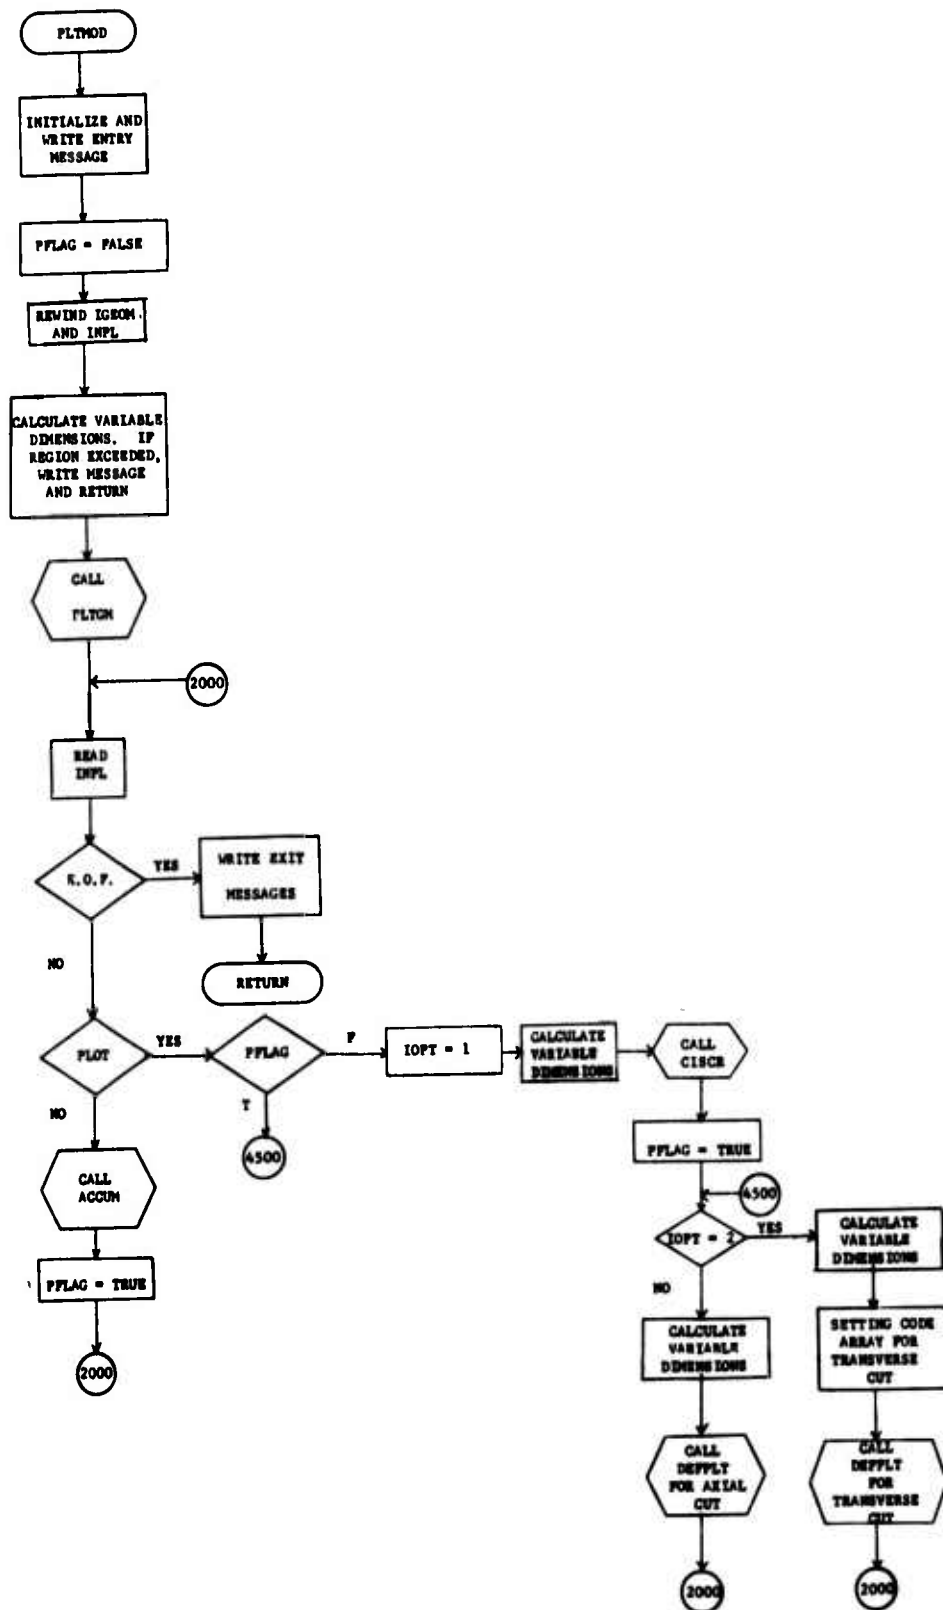 PLTMOD
INITIALIZE AND
WRITE ENTRY
MESSAGE
PFLAG = FALSE
REWIND IGEOM
AND INPL
CALCULATE VARIABLE
DIMENSIONS. IF
REGION EXCEEDED,
WRITE MESSAGE
AND RETURN
CALL
PLTGM
2000
READ
INPL
E.O.F.
YES
WRITE EXIT
MESSAGES
NO
RETURN
PLOT
YES
PFLAG
F
IOPT = 1
CALCULATE
VARIABLE
DIMENSIONS
CALL
CISCR
T
4500
NO
CALL
ACCUM
PFLAG = TRUE
2000
PFLAG = TRUE
4500
IOPT = 2
YES
CALCULATE
VARIABLE
DIMENSIONS
NO
CALCULATE
VARIABLE
DIMENSIONS
SETTING CODE
ARRAY FOR
TRANSVERSE
CUT
CALL
DEFPLT
FOR AXIAL
CUT
CALL
DEFPLT
FOR
TRANSVERSE
CUT
2000
2000